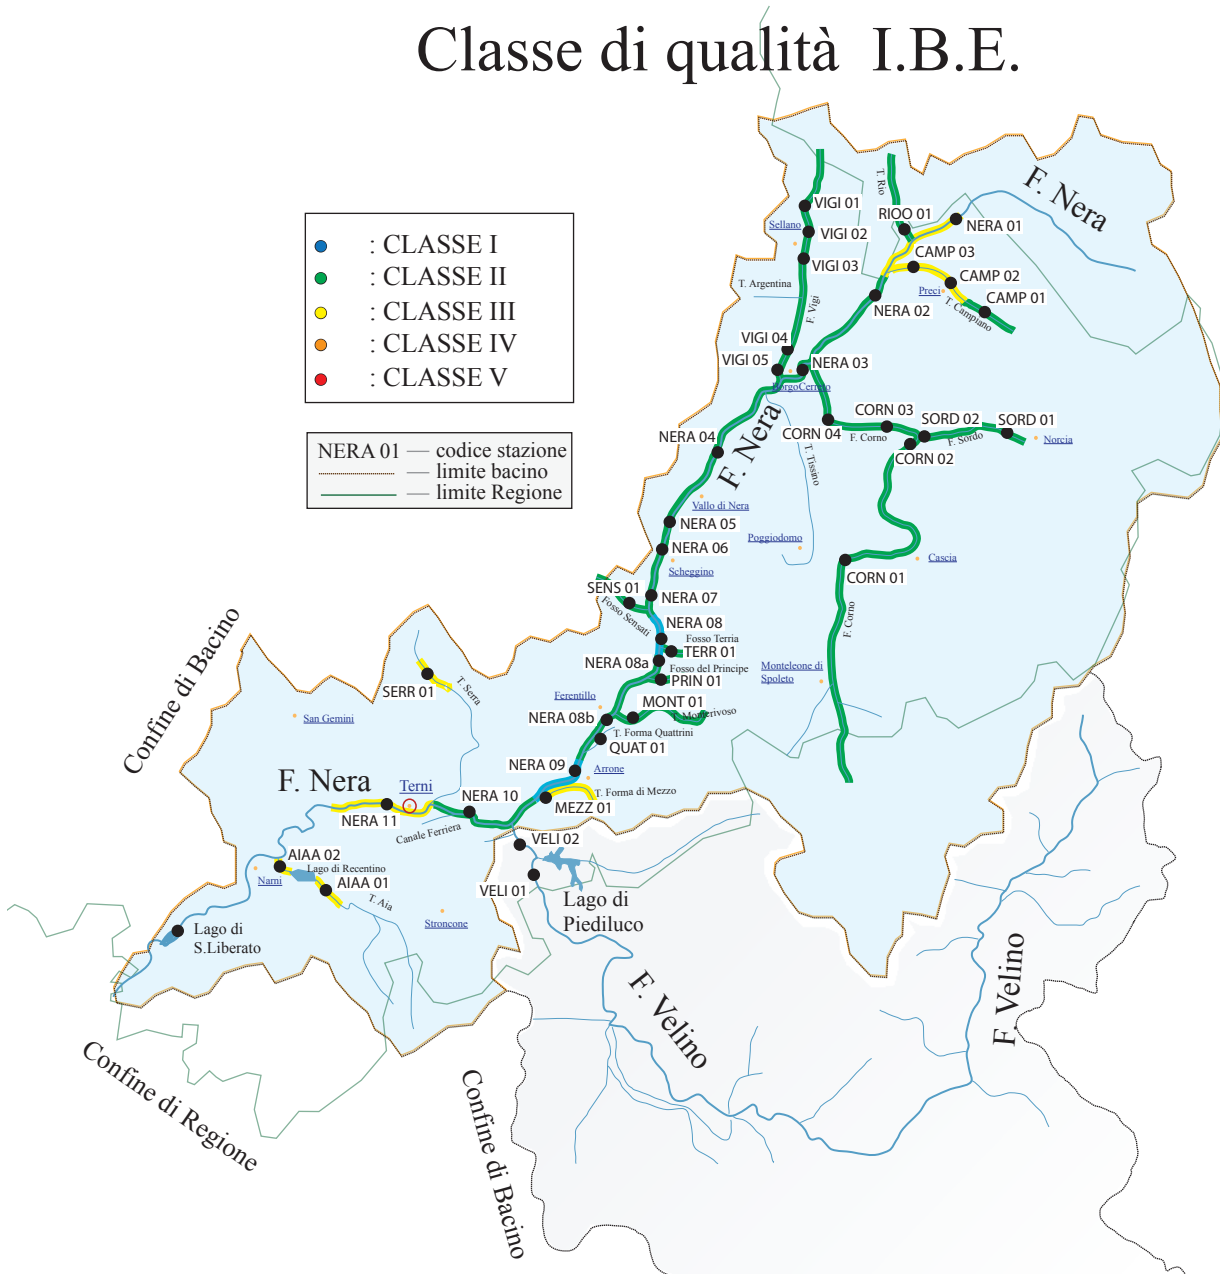 Classe di qualità I.B.E.
: CLASSE I
: CLASSE II
: CLASSE III
: CLASSE IV
: CLASSE V
NERA 01
codice stazione
limite bacino
limite Regione
F. Nera
T. Rio
VIGI 01
RIOO 01
NERA 01
Sellano
VIGI 02
CAMP 03
VIGI 03
CAMP 02
T. Argentina
Preci
CAMP 01
F. Vigi
NERA 02
T. Campiano
VIGI 04
VIGI 05
NERA 03
BorgoCerreto
CORN 03
SORD 02
SORD 01
NERA 04
F. Nera
CORN 04
F. Corno
F. Sordo
Norcia
T. Tissino
CORN 02
Vallo di Nera
NERA 05
Poggiodomo
NERA 06
Cascia
Scheggino
CORN 01
SENS 01
NERA 07
Fosso Sensati
F. Corno
NERA 08
Fosso Terria
TERR 01
NERA 08a
Fosso del Principe
PRIN 01
Monteleone di
Spoleto
Confine di Bacino
SERR 01
T. Serra
Ferentillo
MONT 01
T. Monterivoso
San Gemini
NERA 08b
T. Forma Quattrini
QUAT 01
NERA 09
Arrone
F. Nera
Terni
T. Forma di Mezzo
NERA 10
MEZZ 01
NERA 11
Canale Ferriera
VELI 02
AIAA 02
Lago di Recentino
Narni
AIAA 01
VELI 01
T. Aia
Lago di
Piediluco
Stroncone
Lago di
S.Liberato
F. Velino
F. Velino
Confine di Regione
Confine di Bacino